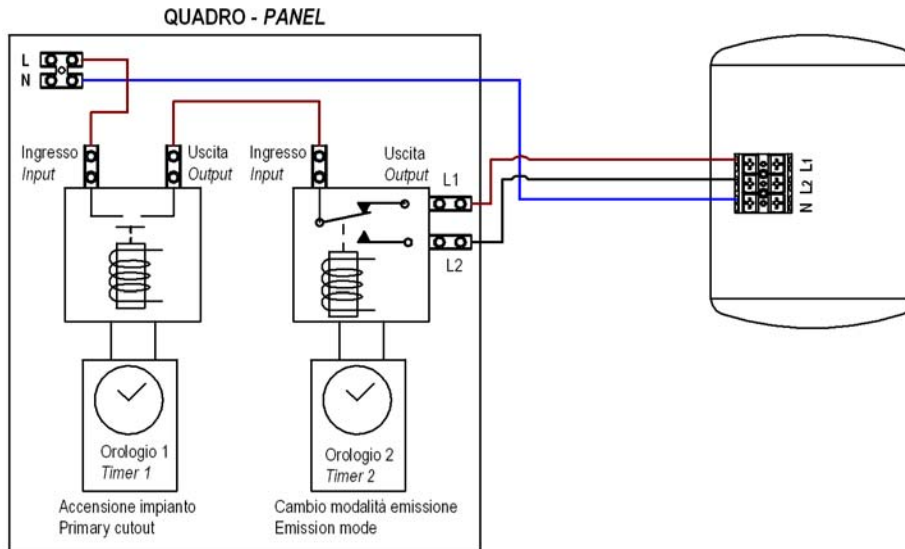 QUADRO - PANEL
L
N
Ingresso
Input
Uscita
Output
Ingresso
Input
Uscita
Output
L1
L2
L1
L2
N
Orologio 1
Timer 1
Orologio 2
Timer 2
Accensione impianto
Primary cutout
Cambio modalità emissione
Emission mode